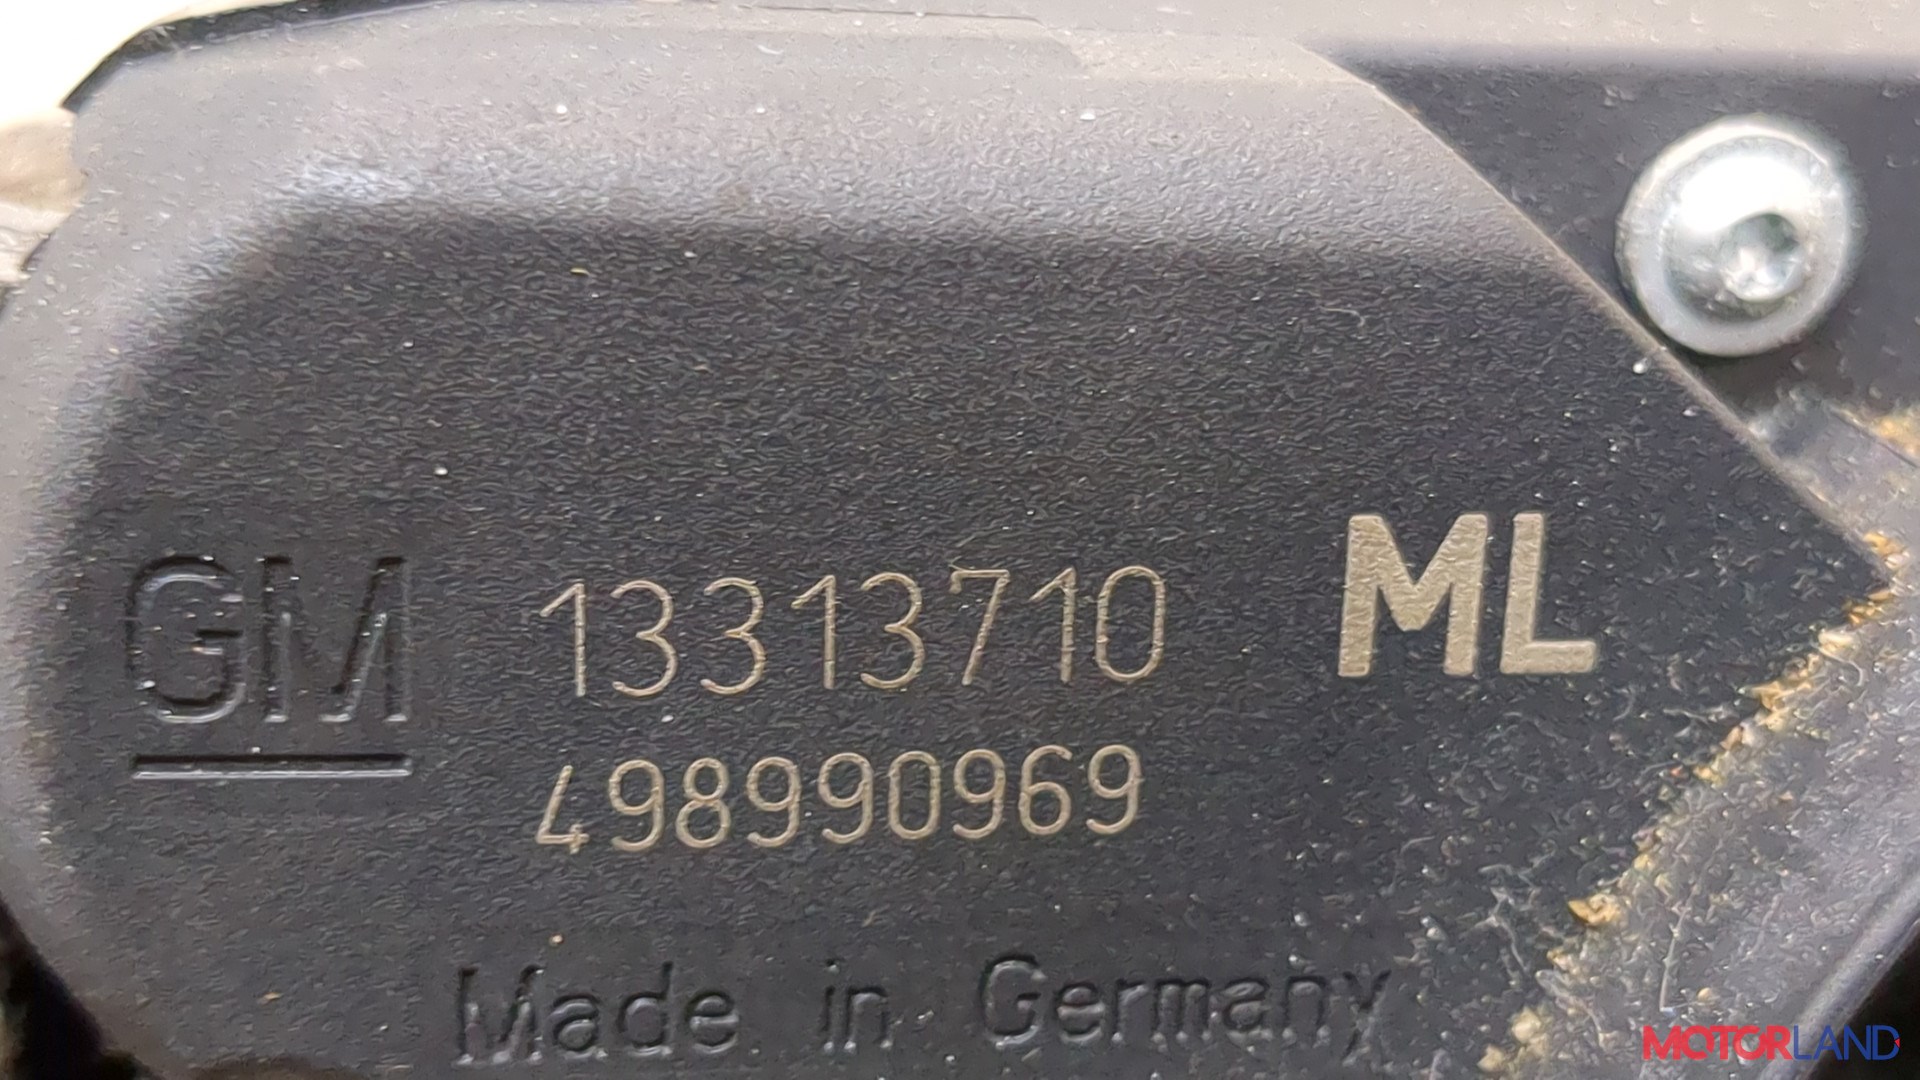 GM 13313710 ML
498990969
Made in Germany
MOTORLAND